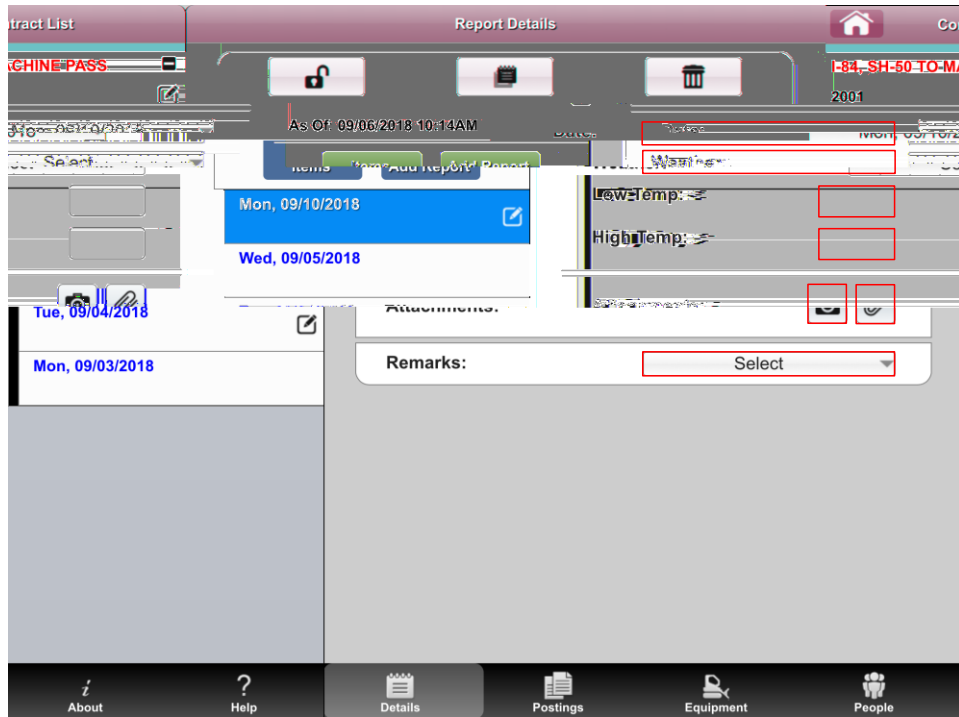 tract List
Report Details
Co
ACHINE PASS
I-84, SH-50 TO MA
2001
As Of: 09/06/2018 10:14AM
Date:
Select
Items
Add Report
Weather
Mon, 09/10/2018
Low Temp:
High Temp:
Wed, 09/05/2018
Tue, 09/04/2018
Attachments:
Mon, 09/03/2018
Remarks:
Select
i
About
?
Help
Details
Postings
Equipment
People